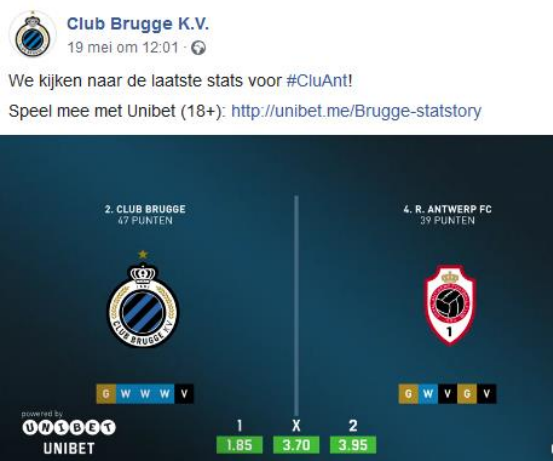 Club Brugge K.V.
19 mei om 12:01 ·
We kijken naar de laatste stats voor #CluAnt!
Speel mee met Unibet (18+): http://unibet.me/Brugge-statstory
2. CLUB BRUGGE
47 PUNTEN
4. R. ANTWERP FC
39 PUNTEN
CLUB BRUGGE K.V.
1
G W W W V
G W V G V
powered by
UNIBET
UNIBET
1 X 2
1.85 3.70 3.95